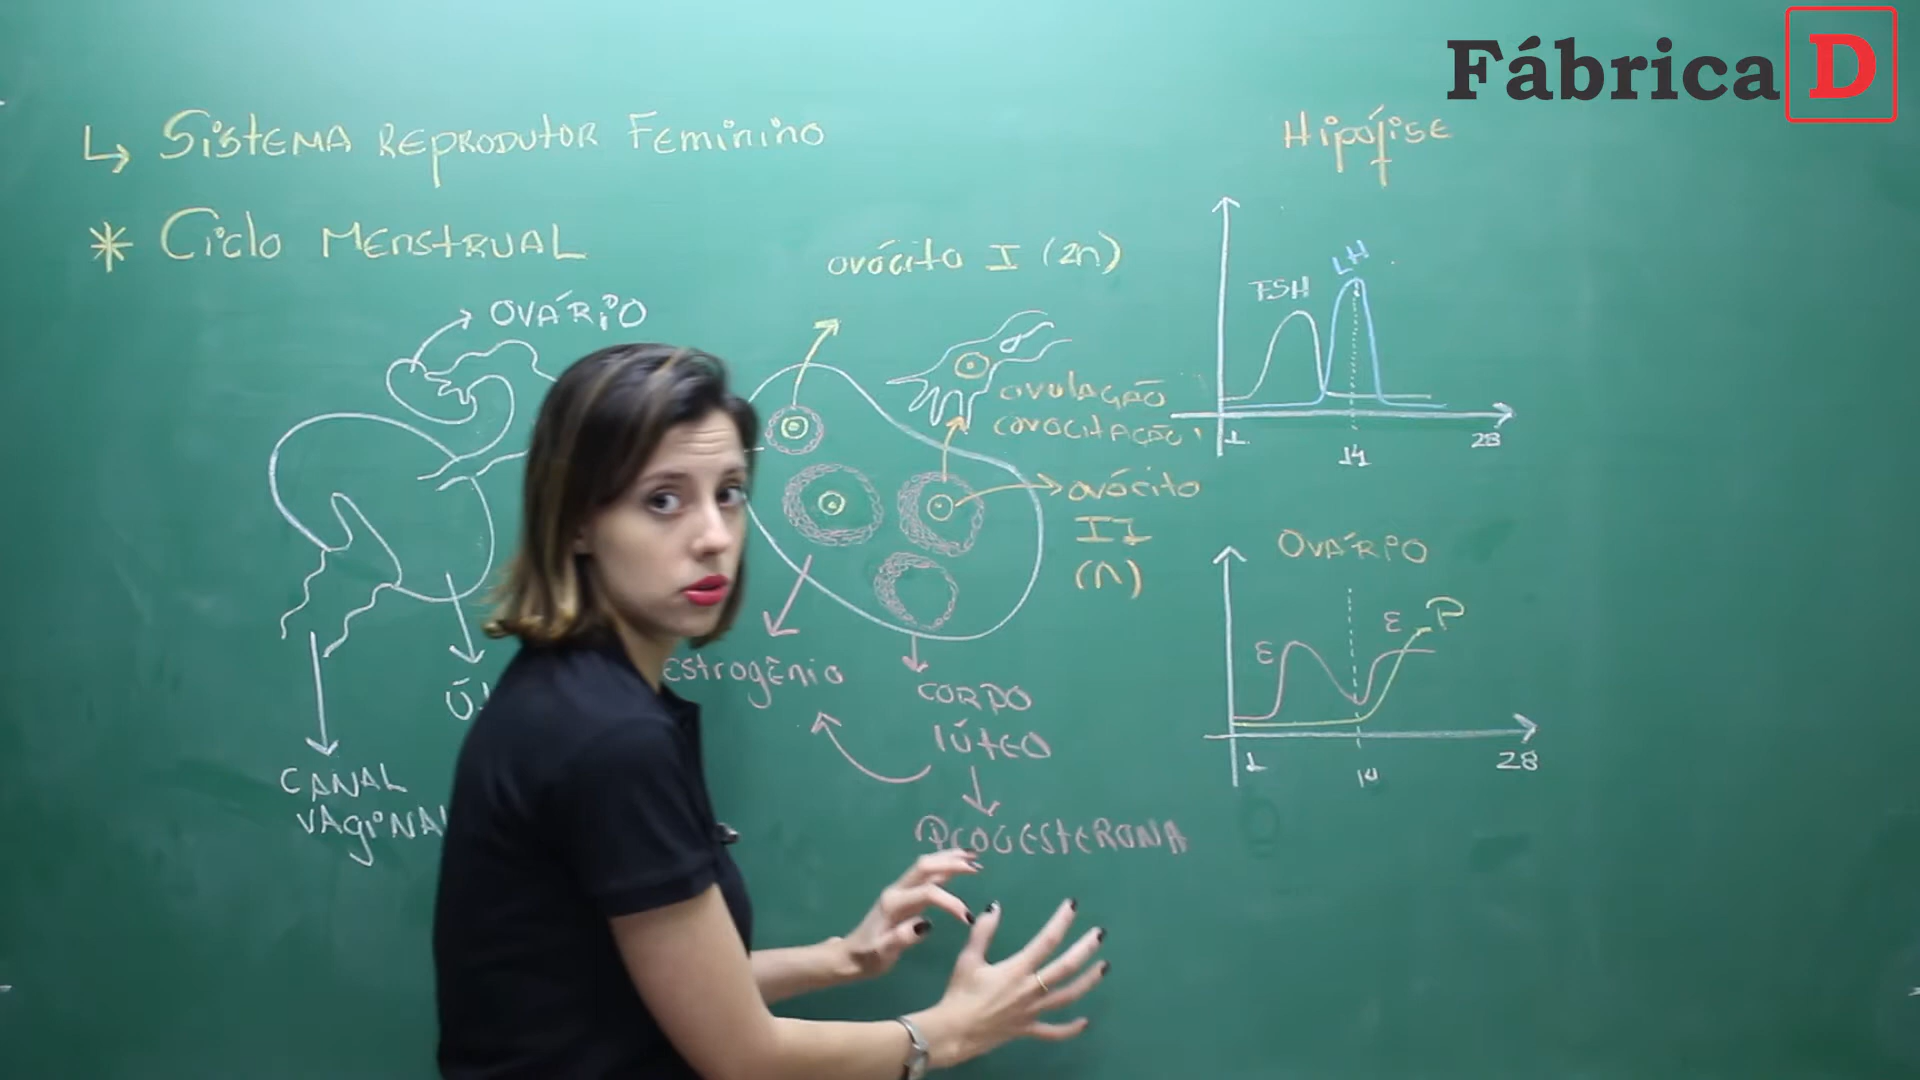 Fábrica D
↳ Sistema Reprodutor Feminino
* Ciclo Menstrual
ovário
Canal
Vaginal
ovócito I (2n)
ovulação
ovócito
II
(n)
Estrogênio
Corpo
lúteo
Progesterona
Hipófise
FSH
LH
1
14
28
Ovário
E
E
P
1
14
28